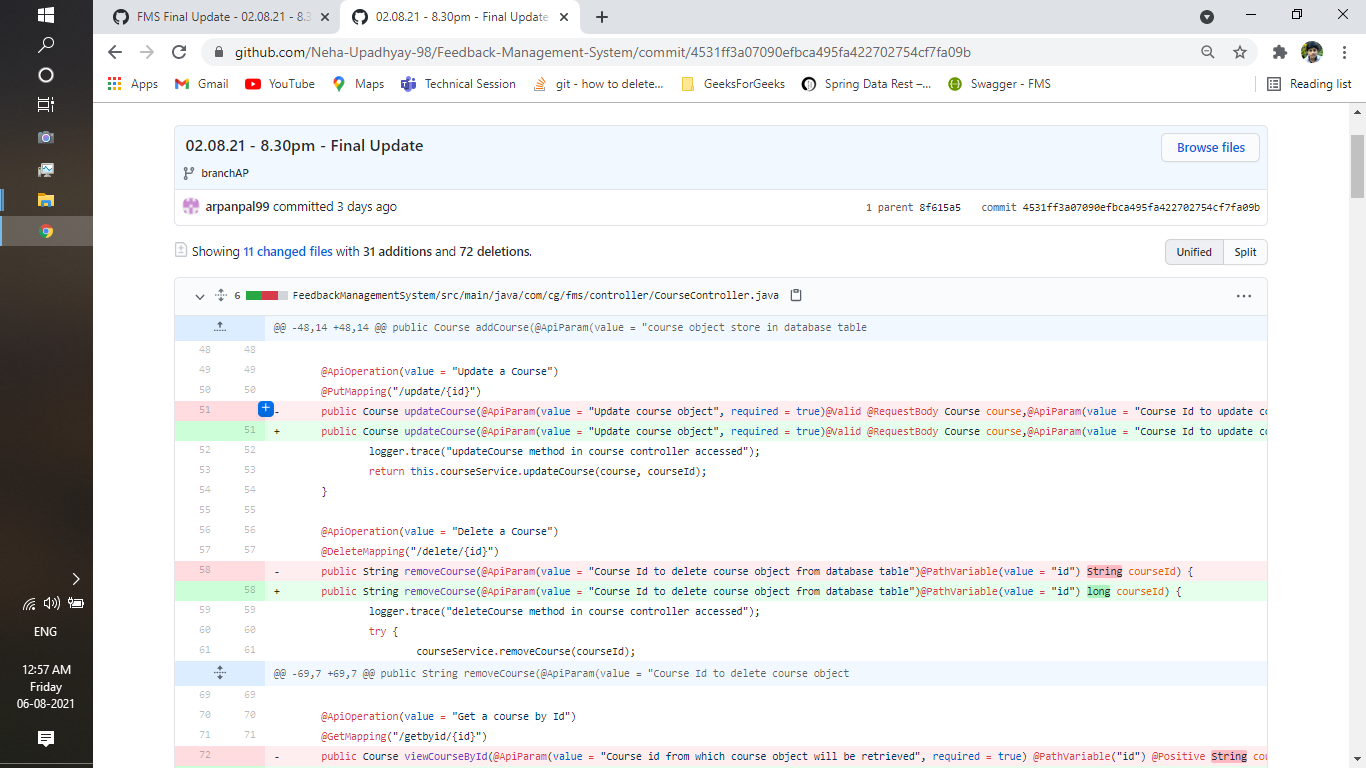 FMS Final Update - 02.08.21 - 8.3
02.08.21 - 8.30pm - Final Update
github.com/Neha-Upadhyay-98/Feedback-Management-System/commit/4531ff3a07090efbca495fa422702754cf7fa09b
Apps Gmail YouTube Maps Technical Session git - how to delete... GeeksForGeeks Spring Data Rest –... Swagger - FMS Reading list
02.08.21 - 8.30pm - Final Update
Browse files
branchAP
arpanpal99 committed 3 days ago 1 parent 8f615a5 commit 4531ff3a07090efbca495fa422702754cf7fa09b
Showing 11 changed files with 31 additions and 72 deletions. Unified Split
6 FeedbackManagementSystem/src/main/java/com/cg/fms/controller/CourseController.java
@@ -48,14 +48,14 @@ public Course addCourse(@ApiParam(value = "course object store in database table
48 48
49 49 @ApiOperation(value = "Update a Course")
50 50 @PutMapping("/update/{id}")
51 - public Course updateCourse(@ApiParam(value = "Update course object", required = true)@Valid @RequestBody Course course,@ApiParam(value = "Course Id to update co
51 + public Course updateCourse(@ApiParam(value = "Update course object", required = true)@Valid @RequestBody Course course,@ApiParam(value = "Course Id to update co
52 52 logger.trace("updateCourse method in course controller accessed");
53 53 return this.courseService.updateCourse(course, courseId);
54 54 }
55 55
56 56 @ApiOperation(value = "Delete a Course")
57 57 @DeleteMapping("/delete/{id}")
58 - public String removeCourse(@ApiParam(value = "Course Id to delete course object from database table")@PathVariable(value = "id") String courseId) {
58 + public String removeCourse(@ApiParam(value = "Course Id to delete course object from database table")@PathVariable(value = "id") long courseId) {
59 59 logger.trace("deleteCourse method in course controller accessed");
60 60 try {
61 61 courseService.removeCourse(courseId);
@@ -69,7 +69,7 @@ public String removeCourse(@ApiParam(value = "Course Id to delete course object
69 69
70 70 @ApiOperation(value = "Get a course by Id")
71 71 @GetMapping("/getbyid/{id}")
72 - public Course viewCourseById(@ApiParam(value = "Course id from which course object will be retrieved", required = true) @PathVariable("id") @Positive String cou
ENG
12:57 AM
Friday
06-08-2021